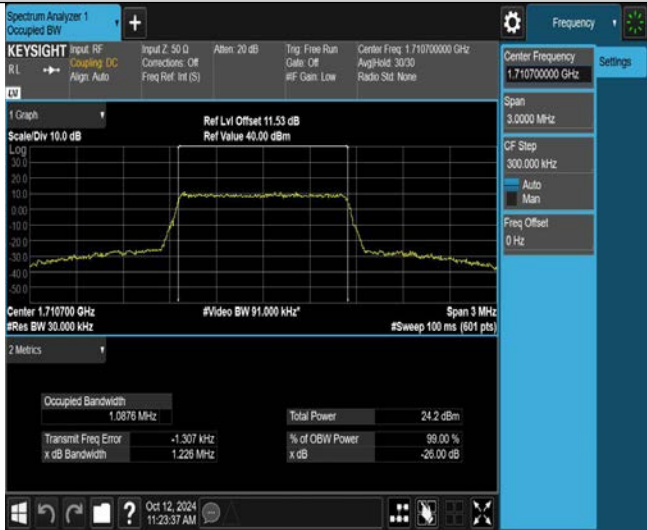 Spectrum Analyzer 1
Occupied BW
+
Frequency
KEYSIGHT Input: RF Input Z: 50 Ω Atten: 20 dB Trig: Free Run Center Freq: 1.710700000 GHz
RL Coupling: DC Corrections: Off Gate: Off Avg|Hold: 30/30
Align: Auto Freq Ref: Int (S) #IF Gain: Low Radio Std: None
Center Frequency
1.710700000 GHz
Settings
Span
3.0000 MHz
CF Step
300.000 kHz
Auto
Man
Freq Offset
0 Hz
1 Graph
Ref Lvl Offset 11.53 dB
Scale/Div 10.0 dB Ref Value 40.00 dBm
Log
30.0
20.0
10.0
0.00
-10.0
-20.0
-30.0
-40.0
-50.0
Center 1.710700 GHz #Video BW 91.000 kHz* Span 3 MHz
#Res BW 30.000 kHz #Sweep 100 ms (601 pts)
2 Metrics
Occupied Bandwidth
1.0876 MHz
Total Power 24.2 dBm
Transmit Freq Error -1.307 kHz % of OBW Power 99.00 %
x dB Bandwidth 1.226 MHz x dB -26.00 dB
? Oct 12, 2024
11:23:37 AM